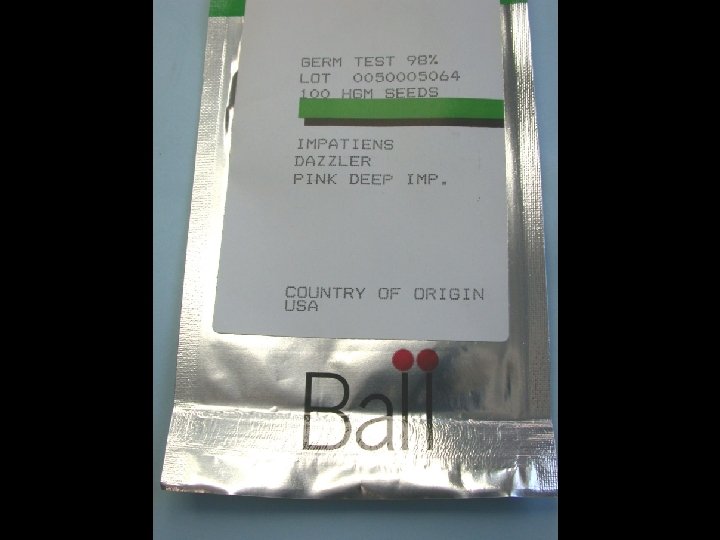 GERM TEST 98%
LOT 0050005064
100 HGM SEEDS
IMPATIENS
DAZZLER
PINK DEEP IMP.
COUNTRY OF ORIGIN
USA
Ball